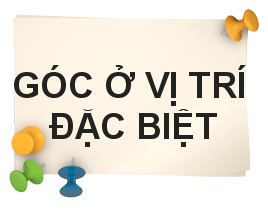 GÓC Ở VỊ TRÍ
ĐẶC BIỆT